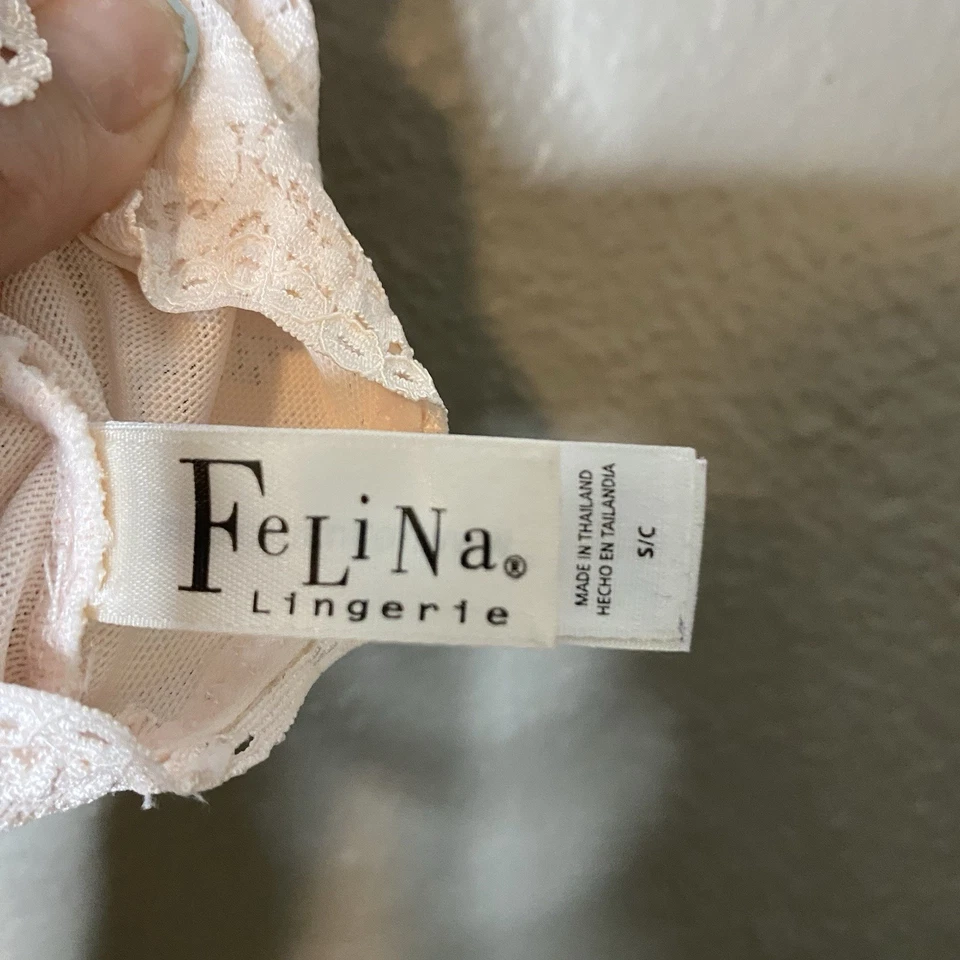 FeLiNa®
Lingerie
MADE IN THAILAND
HECHO EN TAILANDIA
S/C